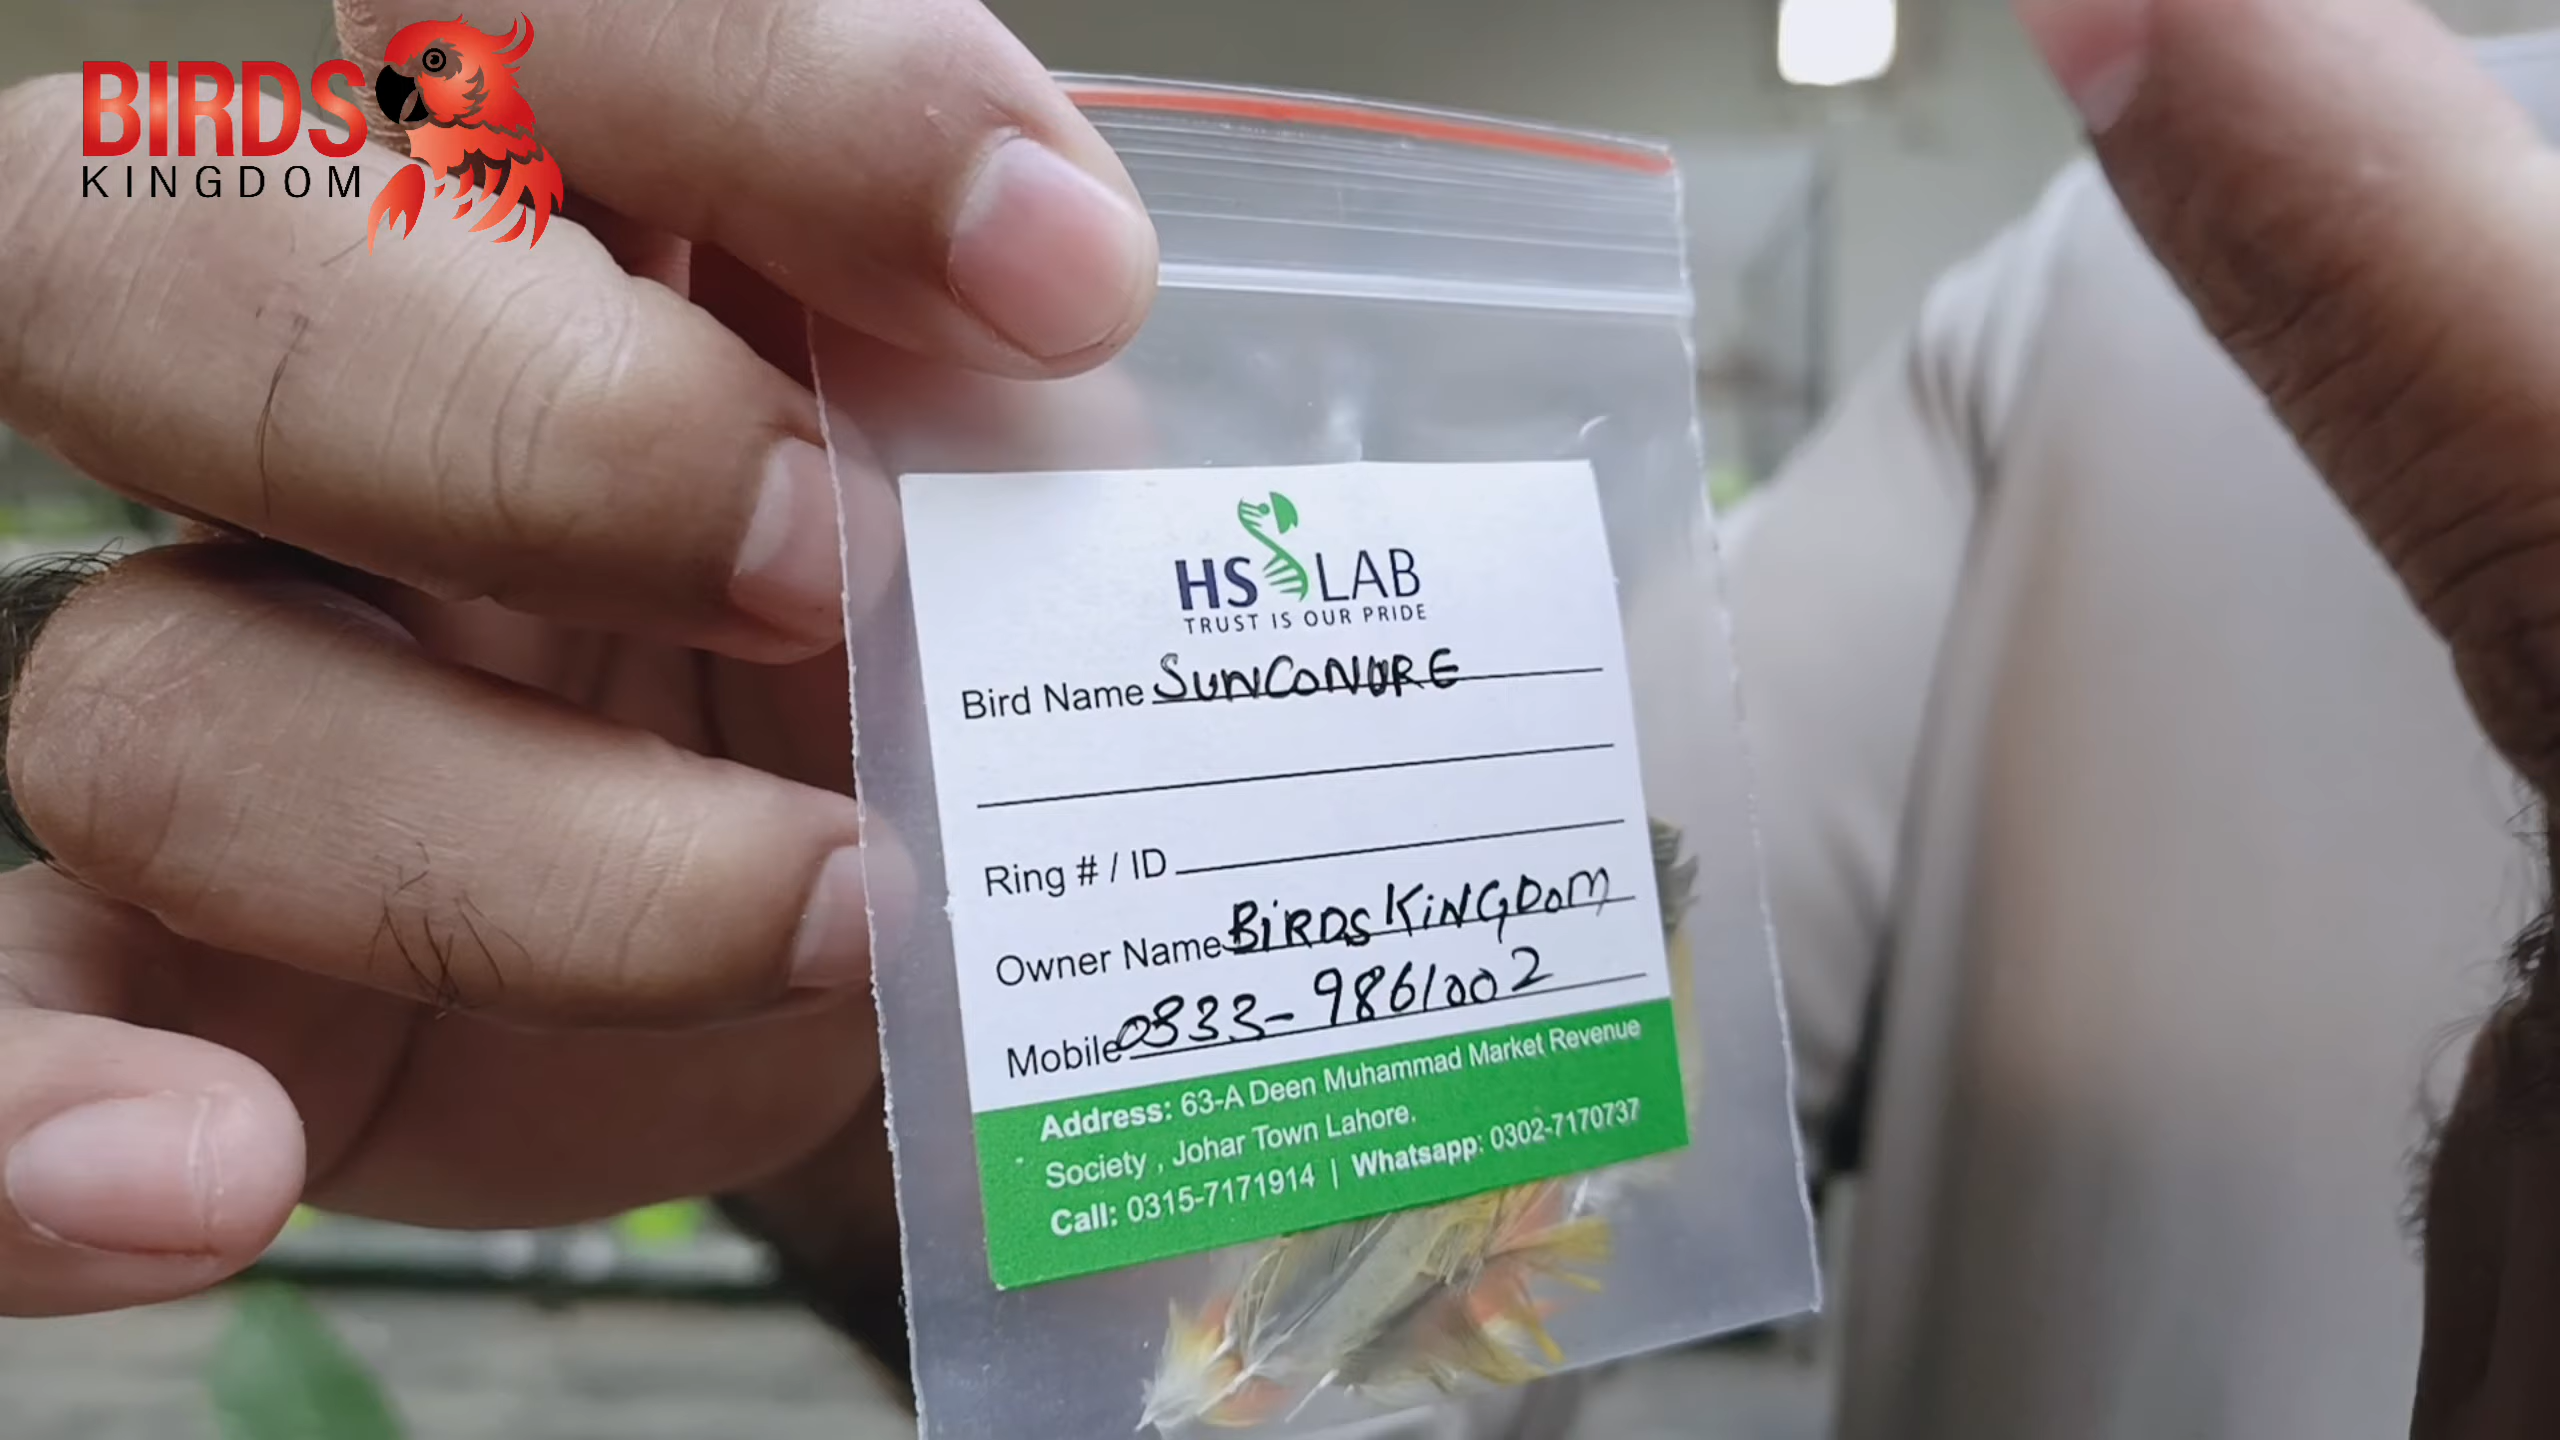 BIRDS
KINGDOM
HS LAB
TRUST IS OUR PRIDE
Bird Name SUNCONURE
Ring # / ID
Owner Name BiRDS KiNGDOM
Mobile 0333-9861002
Address: 63-A Deen Muhammad Market Revenue
Society , Johar Town Lahore.
Call: 0315-7171914 | Whatsapp: 0302-7170737